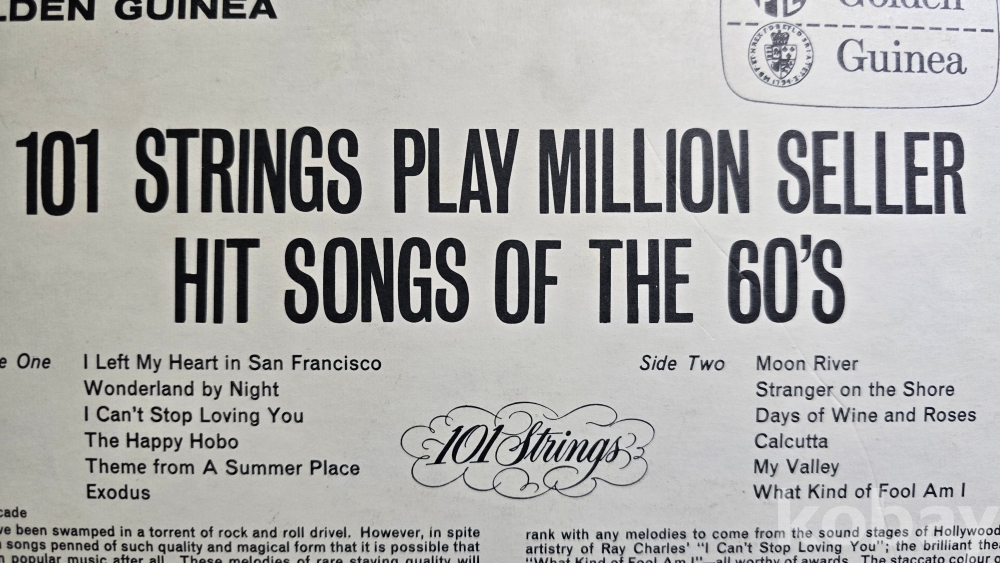 LDEN GUINEA
Golden
Guinea
101 STRINGS PLAY MILLION SELLER
HIT SONGS OF THE 60'S
e One
I Left My Heart in San Francisco
Wonderland by Night
I Can't Stop Loving You
The Happy Hobo
Theme from A Summer Place
Exodus
101 Strings
Side Two
Moon River
Stranger on the Shore
Days of Wine and Roses
Calcutta
My Valley
What Kind of Fool Am I
cade
ve been swamped in a torrent of rock and roll drivel. However, in spite
songs penned of such quality and magical form that it is possible that
popular music after all. These melodies of rare staying quality will
rank with any melodies to come from the sound stages of Hollywood
artistry of Ray Charles' "I Can't Stop Loving You"; the brilliant the
"What Kind of Fool Am I"—all worthy of awards. The staccato colour
kobay